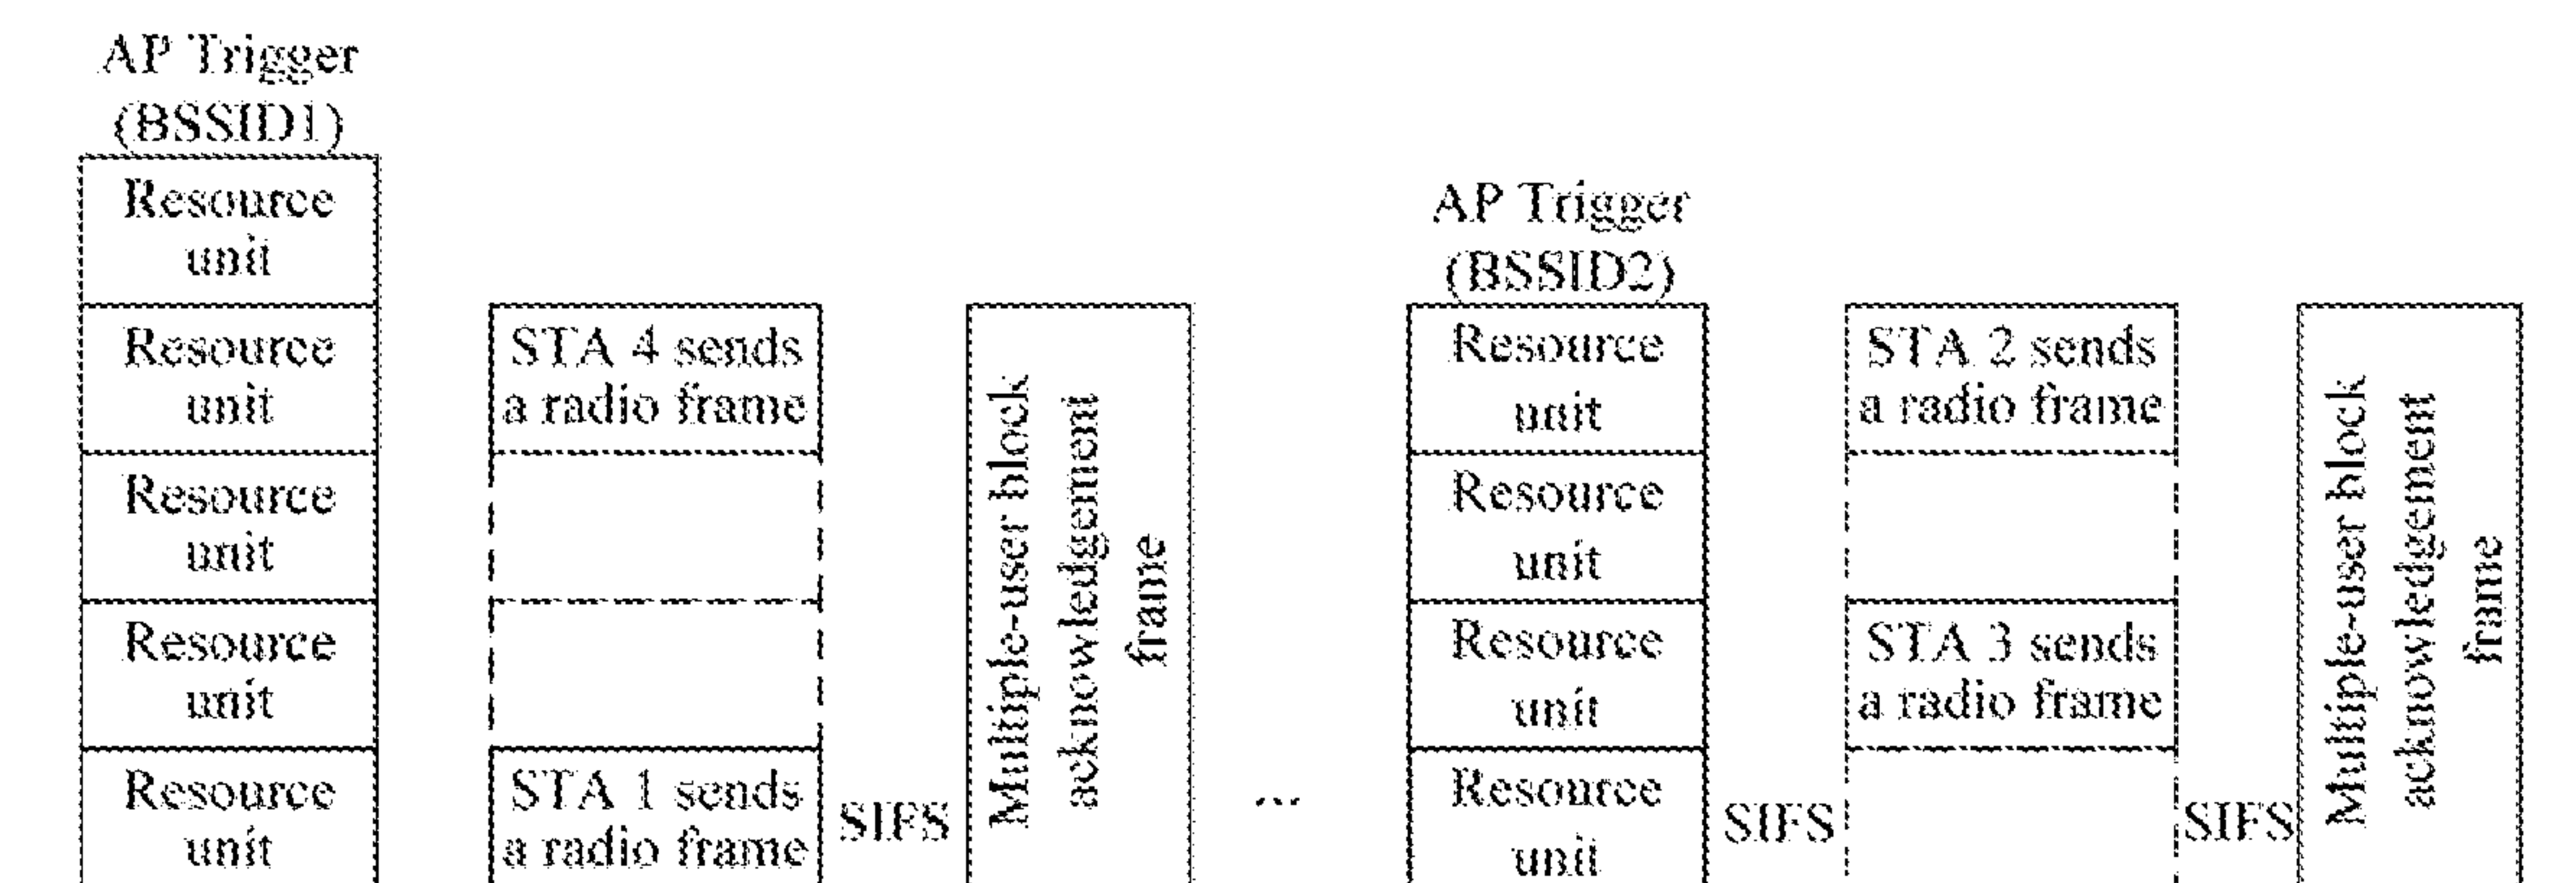 AP Trigger
(BSSID1)
Resource
unit
Resource
unit
Resource
unit
Resource
unit
Resource
unit
STA 4 sends
a radio frame
STA 1 sends
a radio frame
SIFS
Multiple-user block
acknowledgement
frame
...
AP Trigger
(BSSID2)
Resource
unit
Resource
unit
Resource
unit
Resource
unit
SIFS
STA 2 sends
a radio frame
STA 3 sends
a radio frame
SIFS
Multiple-user block
acknowledgement
frame